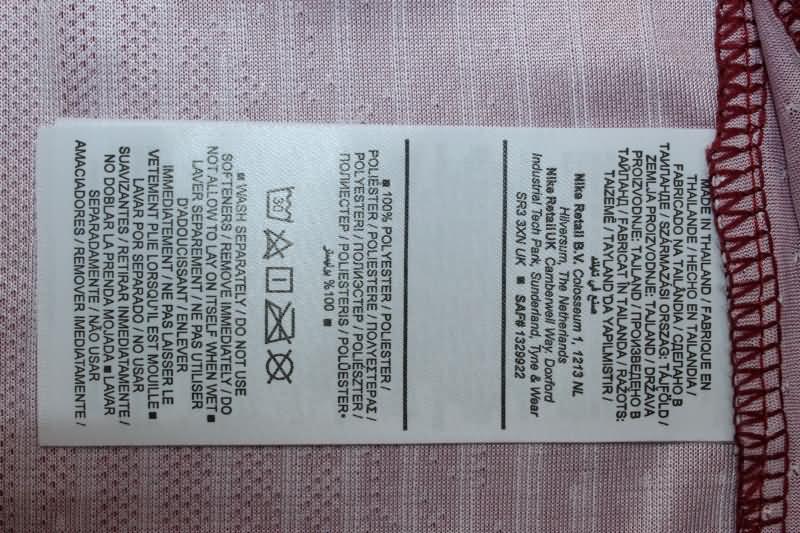 MADE IN THAILAND / FABRIQUE EN
THAILANDE / HECHO EN TAILANDIA /
FABRICADO NA TAILÂNDIA / СДЕЛАНО В
ТАИЛАНДЕ / SZÁRMAZÁSI ORSZÁG: TAJFÖLD /
ZEMLJA PROIZVODNJE: TAJLAND / DRŽAVA
PROIZVODNJE: TAJLAND / ПРОИЗВЕДЕНО В
ТАЙЛАНД / FABRICAT ÎN TAILANDA / RAŽOTS:
TAIZEMĒ / TAYLAND'DA YAPILMIŞTIR /
صنع في تايلند
Nike Retail B.V. Colosseum 1, 1213 NL
Hilversum, The Netherlands
Nike Retail UK Camberwell Way, Doxford
Industrial Tech Park, Sunderland, Tyne & Wear
SR3 3XN UK ■ SAF# 1329922
■ 100% POLYESTER / POLYESTER /
POLIÉSTER / POLIESTERE / ΠΟΛΥΕΣΤΕΡΑΣ /
POLYESTER / ПОЛИЭСТЕР / POLIÉSZTER /
ПОЛИЕСТЕР / POLIESTERIS / POLÜESTER
100 % بوليستر ■
30
■ WASH SEPARATELY / DO NOT USE
SOFTENERS / REMOVE IMMEDIATELY / DO
NOT ALLOW TO LAY ON ITSELF WHEN WET ■
LAVER SEPAREMENT / NE PAS UTILISER
D'ADOUCISSANT / ENLEVER
IMMEDIATEMENT / NE PAS LAISSER LE
VETEMENT PLIE LORSQU'IL EST MOUILLE ■
LAVAR POR SEPARADO / NO USAR
SUAVIZANTES / RETIRAR INMEDIATAMENTE /
NO DOBLAR LA PRENDA MOJADA ■ LAVAR
SEPARADAMENTE / NÃO USAR
AMACIADORES / REMOVER IMEDIATAMENTE /